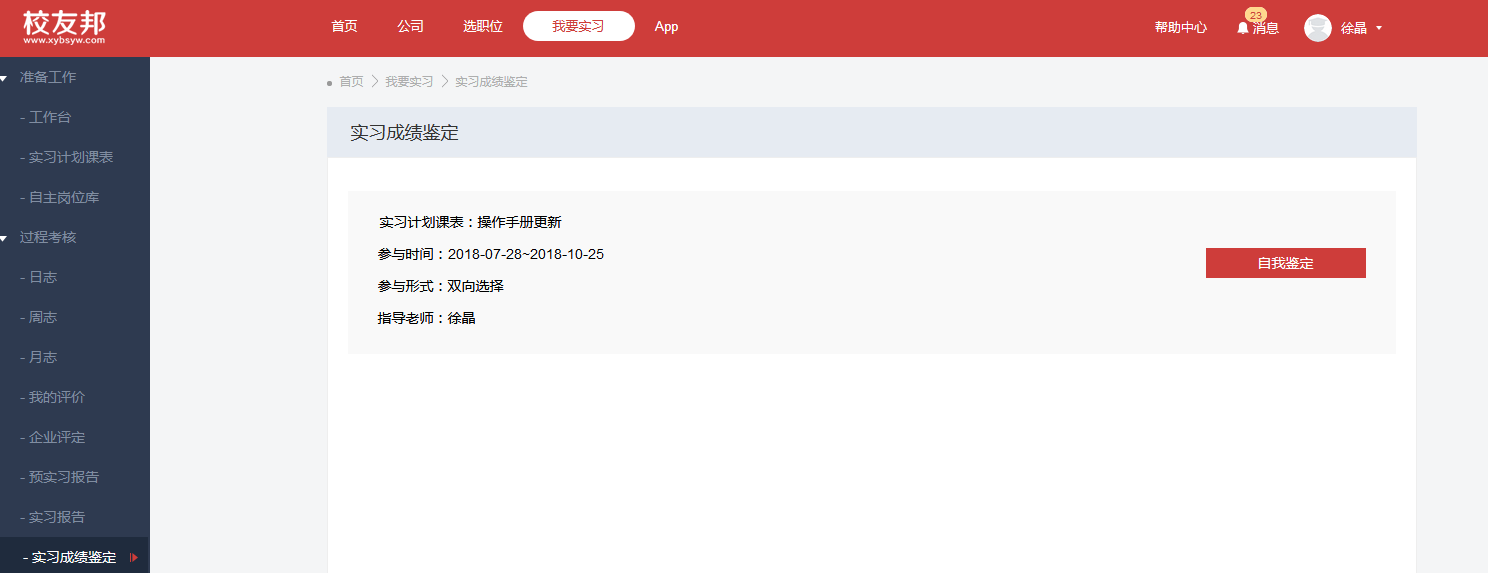 校友邦
www.xybsyw.com
首页
公司
选职位
我要实习
App
帮助中心
23
消息
徐晶
准备工作
- 工作台
- 实习计划课表
- 自主岗位库
过程考核
- 日志
- 周志
- 月志
- 我的评价
- 企业评定
- 预实习报告
- 实习报告
- 实习成绩鉴定
首页
我要实习
实习成绩鉴定
实习成绩鉴定
实习计划课表：操作手册更新
参与时间：2018-07-28~2018-10-25
参与形式：双向选择
指导老师：徐晶
自我鉴定